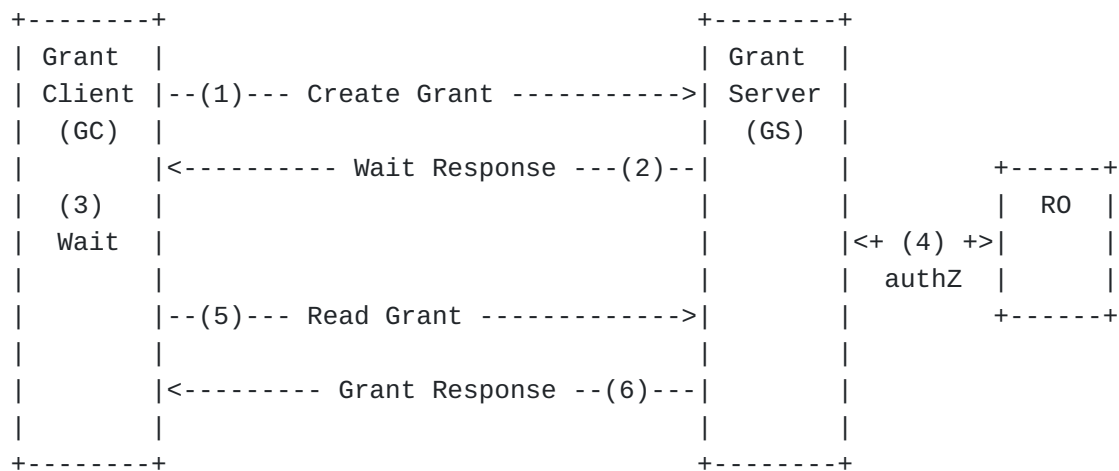 +--------+                                  +--------+
| Grant  |                                  | Grant  |
| Client |--(1)--- Create Grant ----------->| Server |
|  (GC)  |                                  |  (GS)  |
|        |<---------- Wait Response ---(2)--|        |         +------+
|  (3)   |                                  |        |         |  RO  |
|  Wait  |                                  |        |<+ (4) +>|      |
|        |                                  |        |  authZ  |      |
|        |--(5)--- Read Grant ------------->|        |         +------+
|        |                                  |        |
|        |<--------- Grant Response --(6)---|        |
|        |                                  |        |
+--------+                                  +--------+